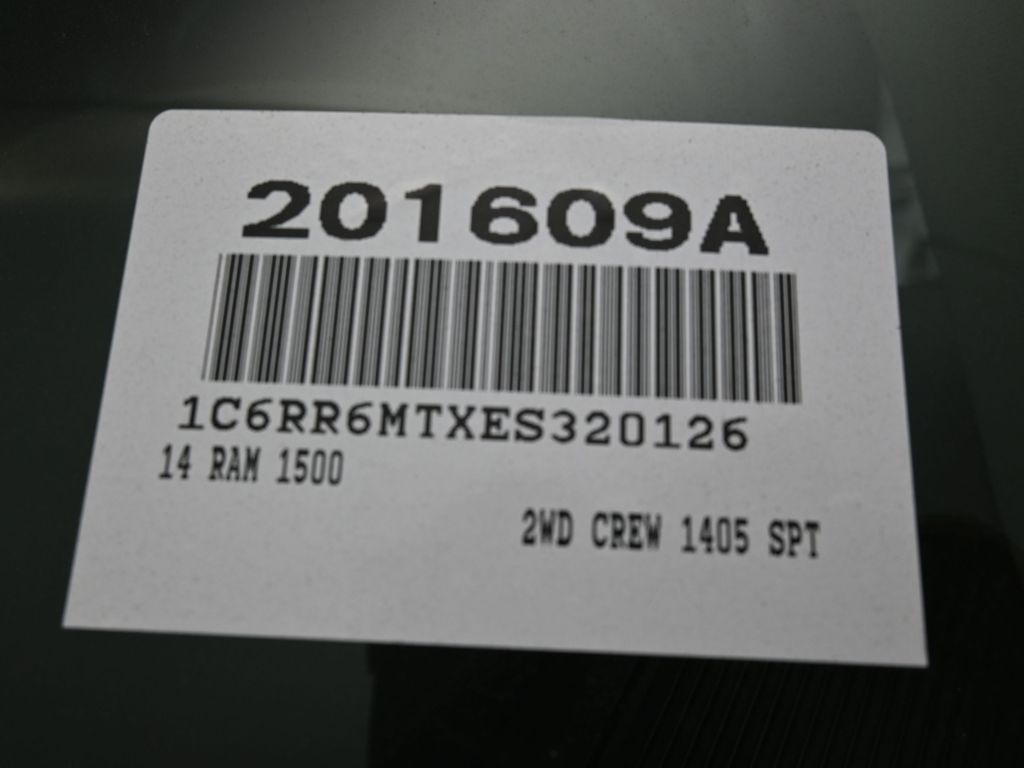 201609A
1C6RR6MTXES320126
14 RAM 1500
2WD CREW 1405 SPT